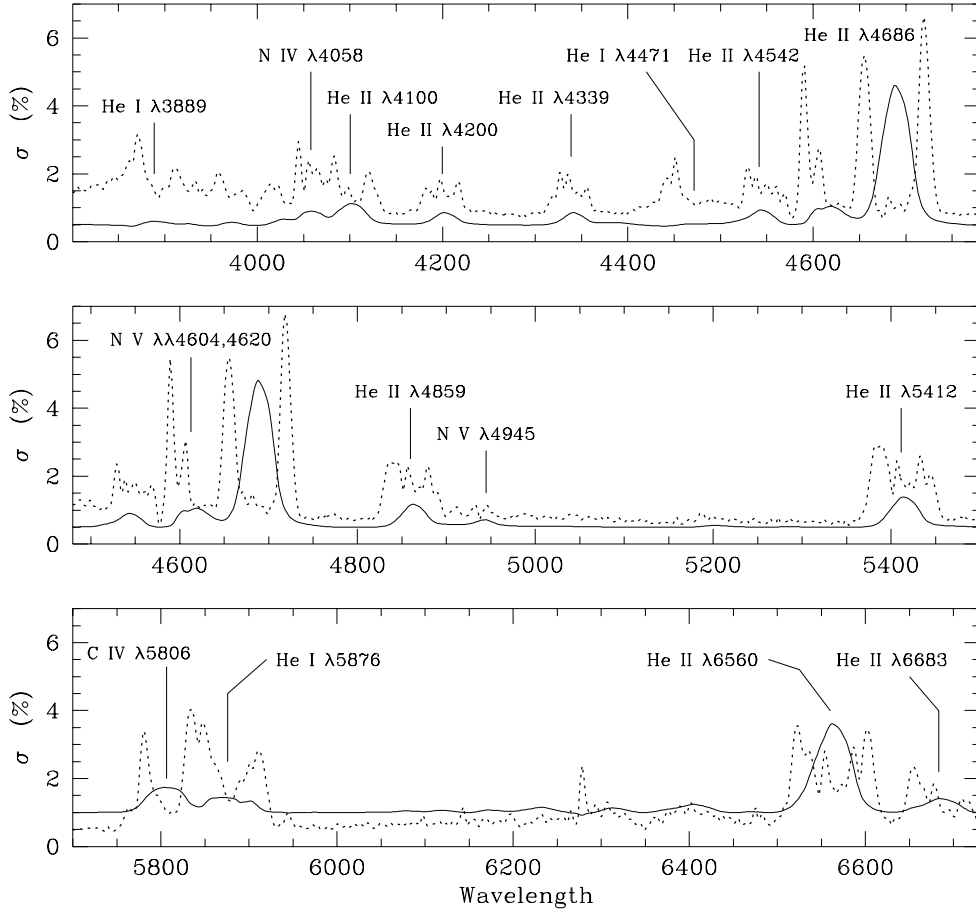 He II λ4686
N IV λ4058
He I λ4471
He II λ4542
He I λ3889
He II λ4100
He II λ4339
He II λ4200
σ (%)
6
4
2
0
4000
4200
4400
4600
N V λλ4604,4620
He II λ4859
He II λ5412
N V λ4945
σ (%)
6
4
2
0
4600
4800
5000
5200
5400
C IV λ5806
He I λ5876
He II λ6560
He II λ6683
σ (%)
6
4
2
0
5800
6000
6200
6400
6600
Wavelength